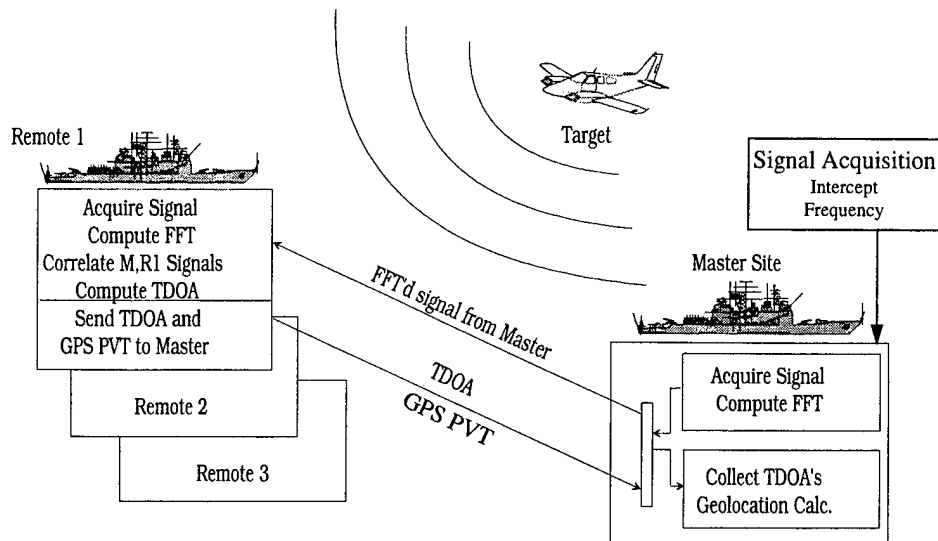 Target
Remote 1
Acquire Signal
Compute FFT
Correlate M,R1 Signals
Compute TDOA
Send TDOA and
GPS PVT to Master
Remote 2
Remote 3
FFT'd signal from Master
TDOA
GPS PVT
Signal Acquisition
Intercept
Frequency
Master Site
Acquire Signal
Compute FFT
Collect TDOA's
Geolocation Calc.